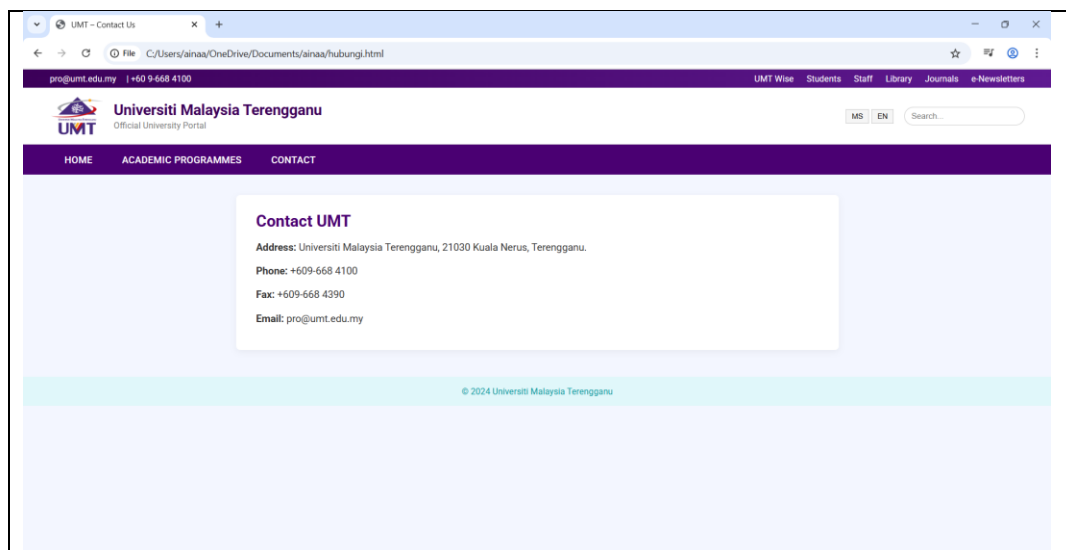 UMT – Contact Us
File C:/Users/ainaa/OneDrive/Documents/ainaa/hubungi.html
pro@umt.edu.my | +60 9-668 4100 UMT Wise Students Staff Library Journals e-Newsletters
UMT
Universiti Malaysia Terengganu
Official University Portal
MS EN Search...
HOME ACADEMIC PROGRAMMES CONTACT
Contact UMT
Address: Universiti Malaysia Terengganu, 21030 Kuala Nerus, Terengganu.
Phone: +609-668 4100
Fax: +609-668 4390
Email: pro@umt.edu.my
© 2024 Universiti Malaysia Terengganu